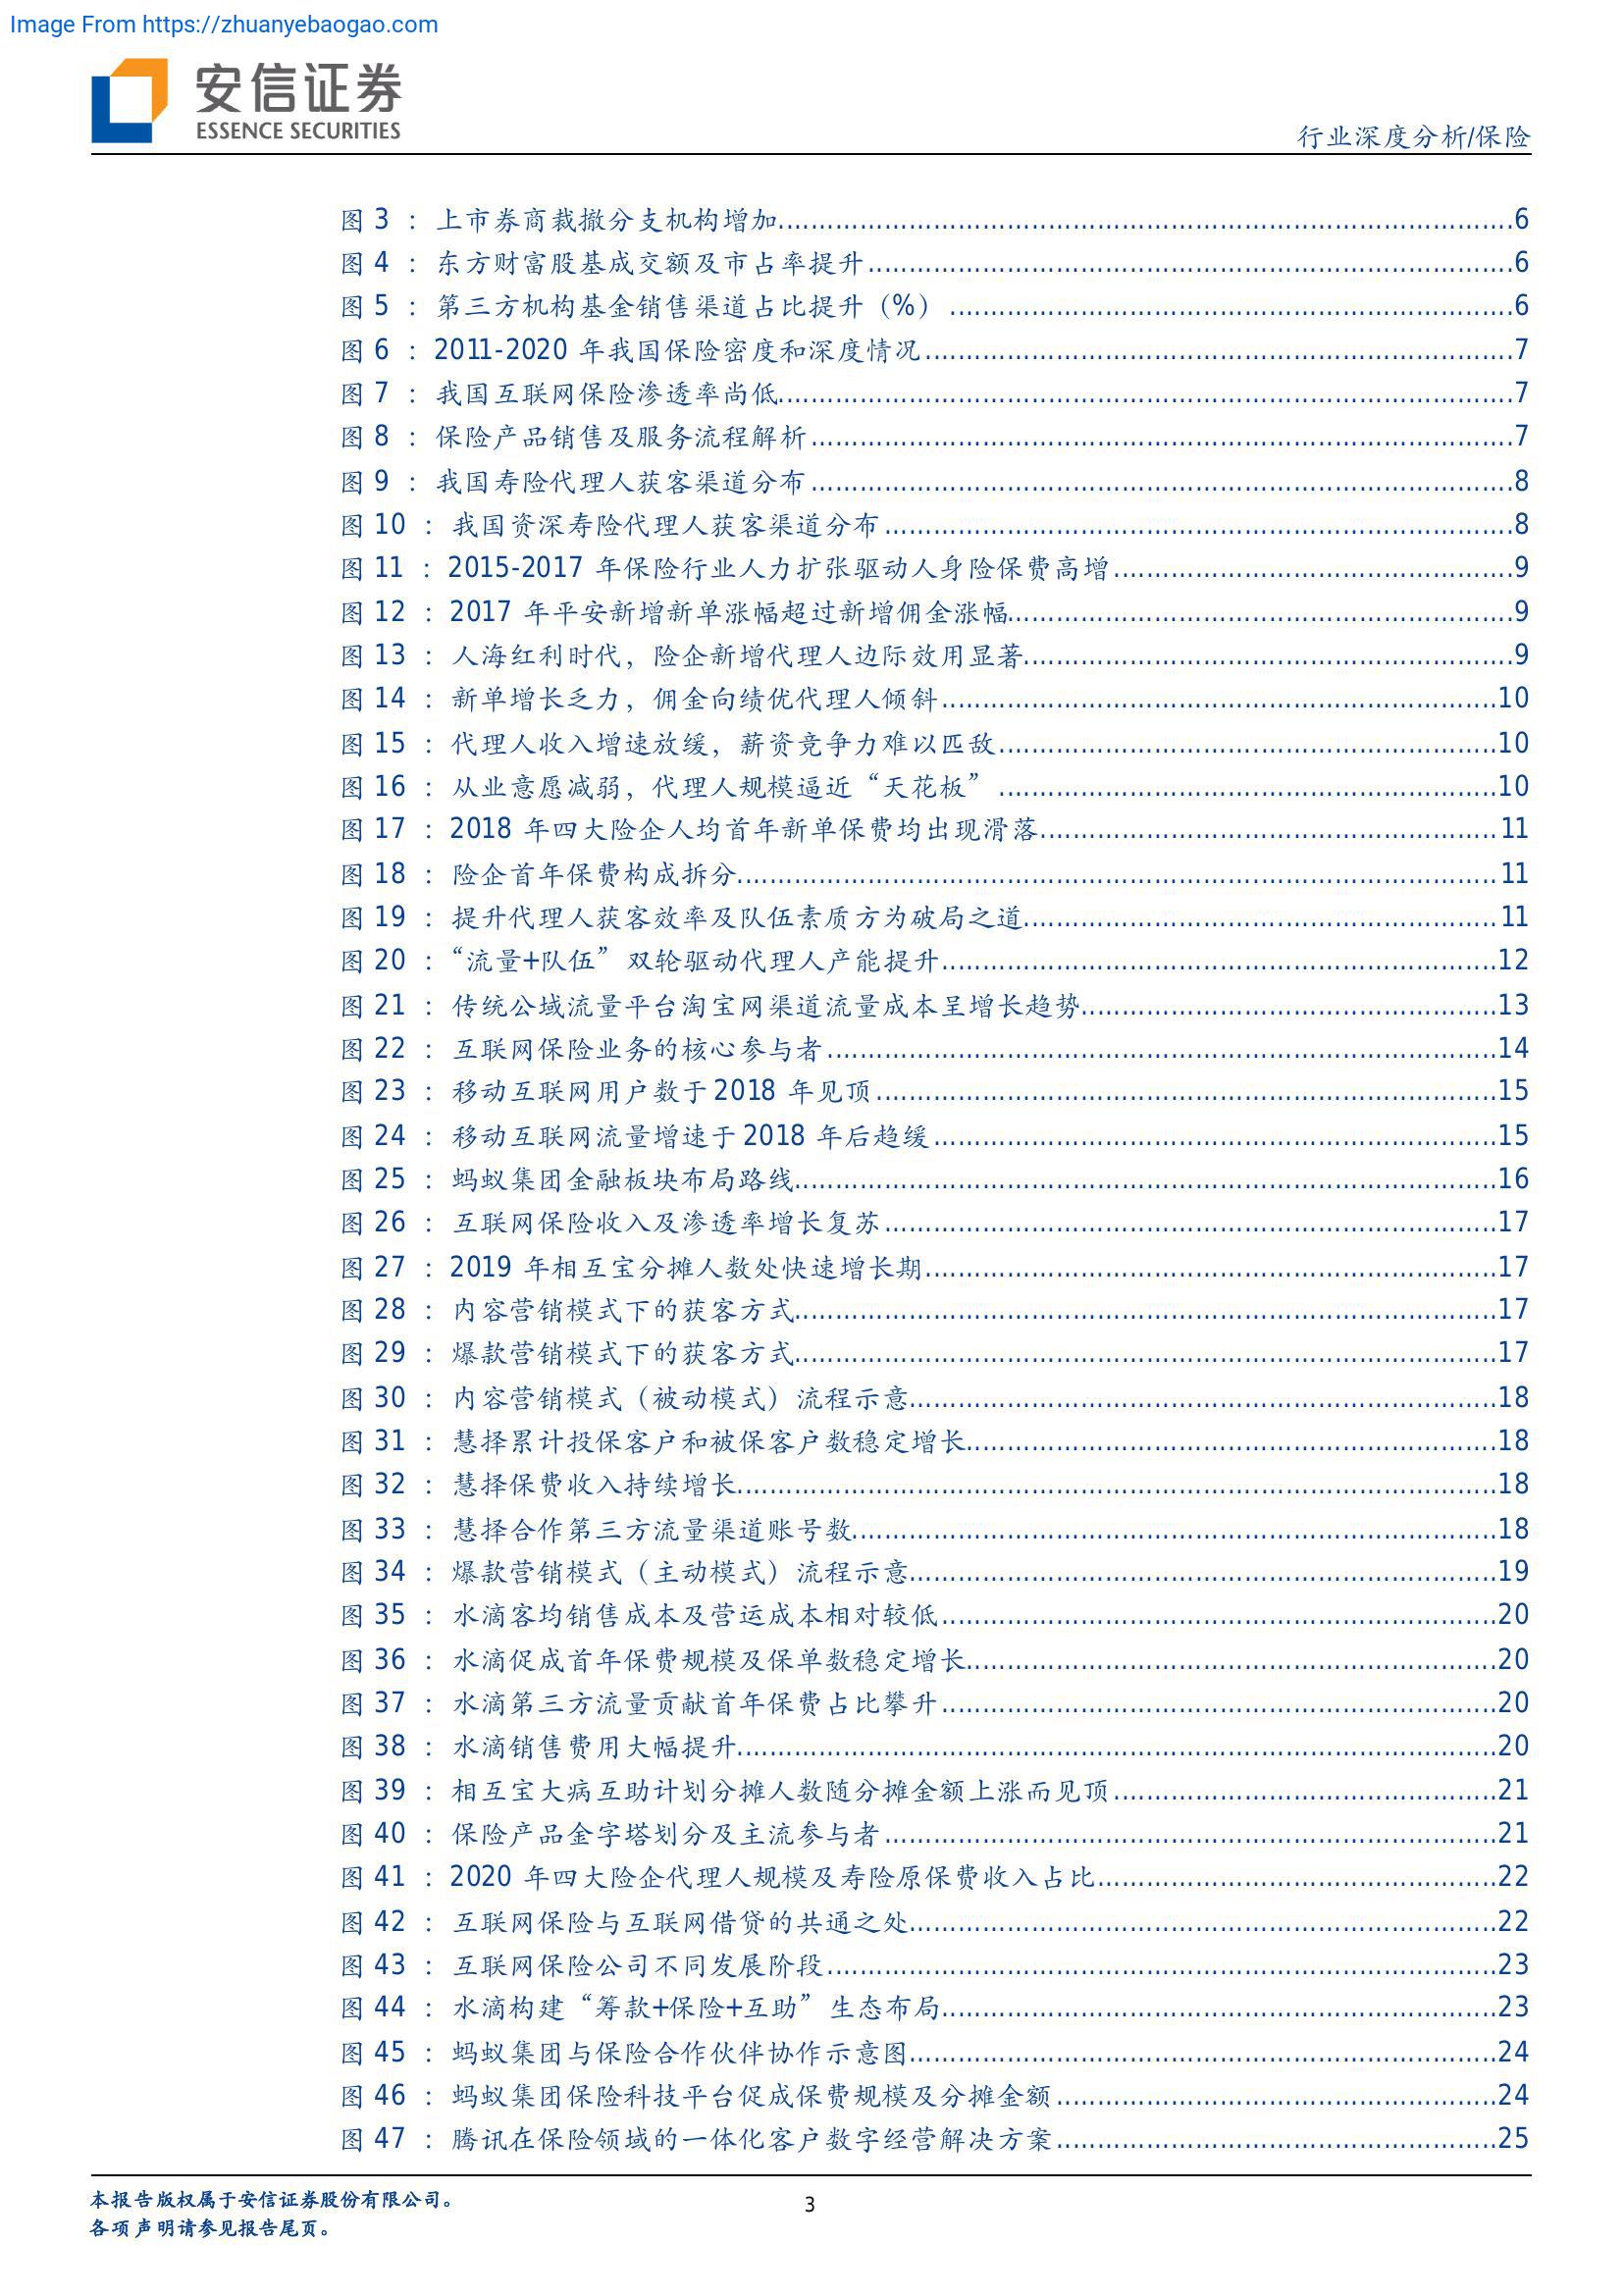 Image From https://zhuanyebaogao.com
安信证券
ESSENCE SECURITIES
行业深度分析/保险
图 3 ：上市券商裁撤分支机构增加 6
图 4 ：东方财富股基成交额及市占率提升 6
图 5 ：第三方机构基金销售渠道占比提升（%） 6
图 6 ：2011-2020 年我国保险密度和深度情况 7
图 7 ：我国互联网保险渗透率尚低 7
图 8 ：保险产品销售及服务流程解析 7
图 9 ：我国寿险代理人获客渠道分布 8
图 10 ：我国资深寿险代理人获客渠道分布 8
图 11 ：2015-2017 年保险行业人力扩张驱动人身险保费高增 9
图 12 ：2017 年平安新增新单涨幅超过新增佣金涨幅 9
图 13 ：人海红利时代，险企新增代理人边际效用显著 9
图 14 ：新单增长乏力，佣金向绩优代理人倾斜 10
图 15 ：代理人收入增速放缓，薪资竞争力难以匹敌 10
图 16 ：从业意愿减弱，代理人规模逼近“天花板” 10
图 17 ：2018 年四大险企人均首年新单保费均出现滑落 11
图 18 ：险企首年保费构成拆分 11
图 19 ：提升代理人获客效率及队伍素质方为破局之道 11
图 20 ：“流量+队伍”双轮驱动代理人产能提升 12
图 21 ：传统公域流量平台淘宝网渠道流量成本呈增长趋势 13
图 22 ：互联网保险业务的核心参与者 14
图 23 ：移动互联网用户数于 2018 年见顶 15
图 24 ：移动互联网流量增速于 2018 年后趋缓 15
图 25 ：蚂蚁集团金融板块布局路线 16
图 26 ：互联网保险收入及渗透率增长复苏 17
图 27 ：2019 年相互宝分摊人数处快速增长期 17
图 28 ：内容营销模式下的获客方式 17
图 29 ：爆款营销模式下的获客方式 17
图 30 ：内容营销模式（被动模式）流程示意 18
图 31 ：慧择累计投保客户和被保客户数稳定增长 18
图 32 ：慧择保费收入持续增长 18
图 33 ：慧择合作第三方流量渠道账号数 18
图 34 ：爆款营销模式（主动模式）流程示意 19
图 35 ：水滴客均销售成本及营运成本相对较低 20
图 36 ：水滴促成首年保费规模及保单数稳定增长 20
图 37 ：水滴第三方流量贡献首年保费占比攀升 20
图 38 ：水滴销售费用大幅提升 20
图 39 ：相互宝大病互助计划分摊人数随分摊金额上涨而见顶 21
图 40 ：保险产品金字塔划分及主流参与者 21
图 41 ：2020 年四大险企代理人规模及寿险原保费收入占比 22
图 42 ：互联网保险与互联网借贷的共通之处 22
图 43 ：互联网保险公司不同发展阶段 23
图 44 ：水滴构建“筹款+保险+互助”生态布局 23
图 45 ：蚂蚁集团与保险合作伙伴协作示意图 24
图 46 ：蚂蚁集团保险科技平台促成保费规模及分摊金额 24
图 47 ：腾讯在保险领域的一体化客户数字经营解决方案 25
本报告版权属于安信证券股份有限公司。
3
各项声明请参见报告尾页。